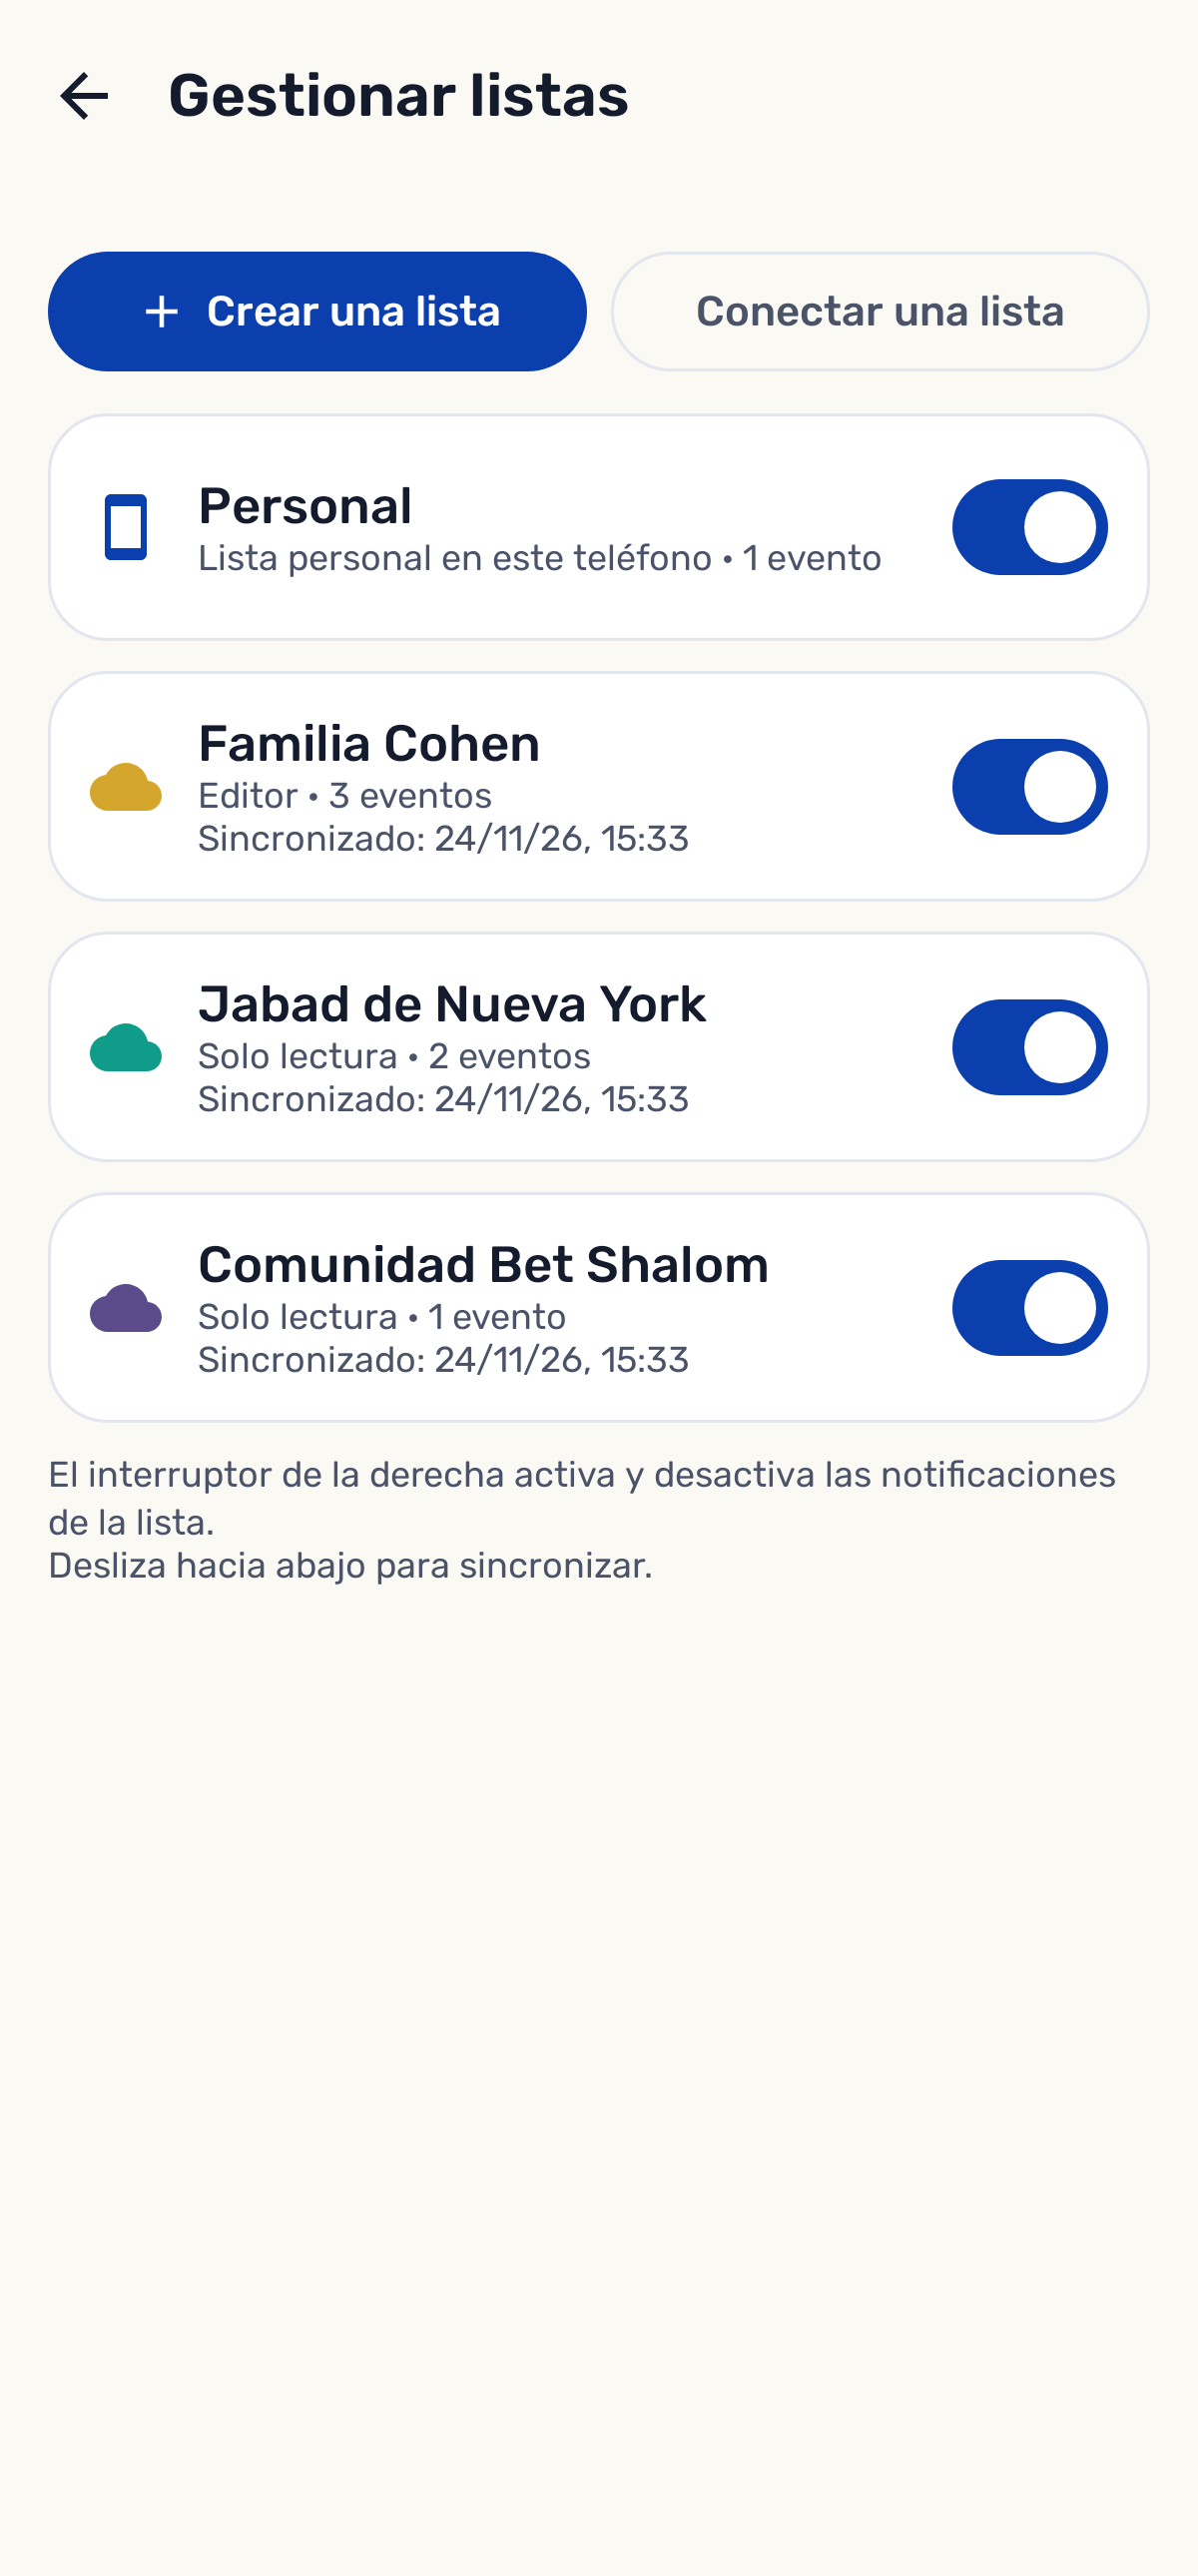 Gestionar listas
Crear una lista
Conectar una lista
Personal
Lista personal en este teléfono • 1 evento
Familia Cohen
Editor • 3 eventos
Sincronizado: 24/11/26, 15:33
Jabad de Nueva York
Solo lectura • 2 eventos
Sincronizado: 24/11/26, 15:33
Comunidad Bet Shalom
Solo lectura • 1 evento
Sincronizado: 24/11/26, 15:33
El interruptor de la derecha activa y desactiva las notificaciones
de la lista.
Desliza hacia abajo para sincronizar.